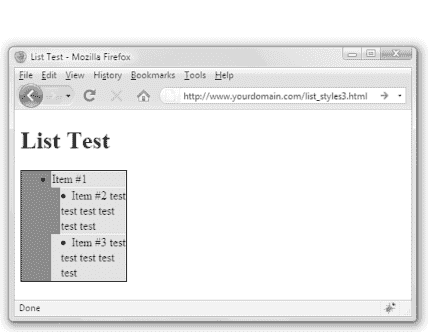 List Test - Mozilla Firefox
File Edit View History Bookmarks Tools Help
http://www.yourdomain.com/list_styles3.html
List Test
• Item #1
• Item #2 test
test test test
test test
• Item #3 test
test test test
test
Done